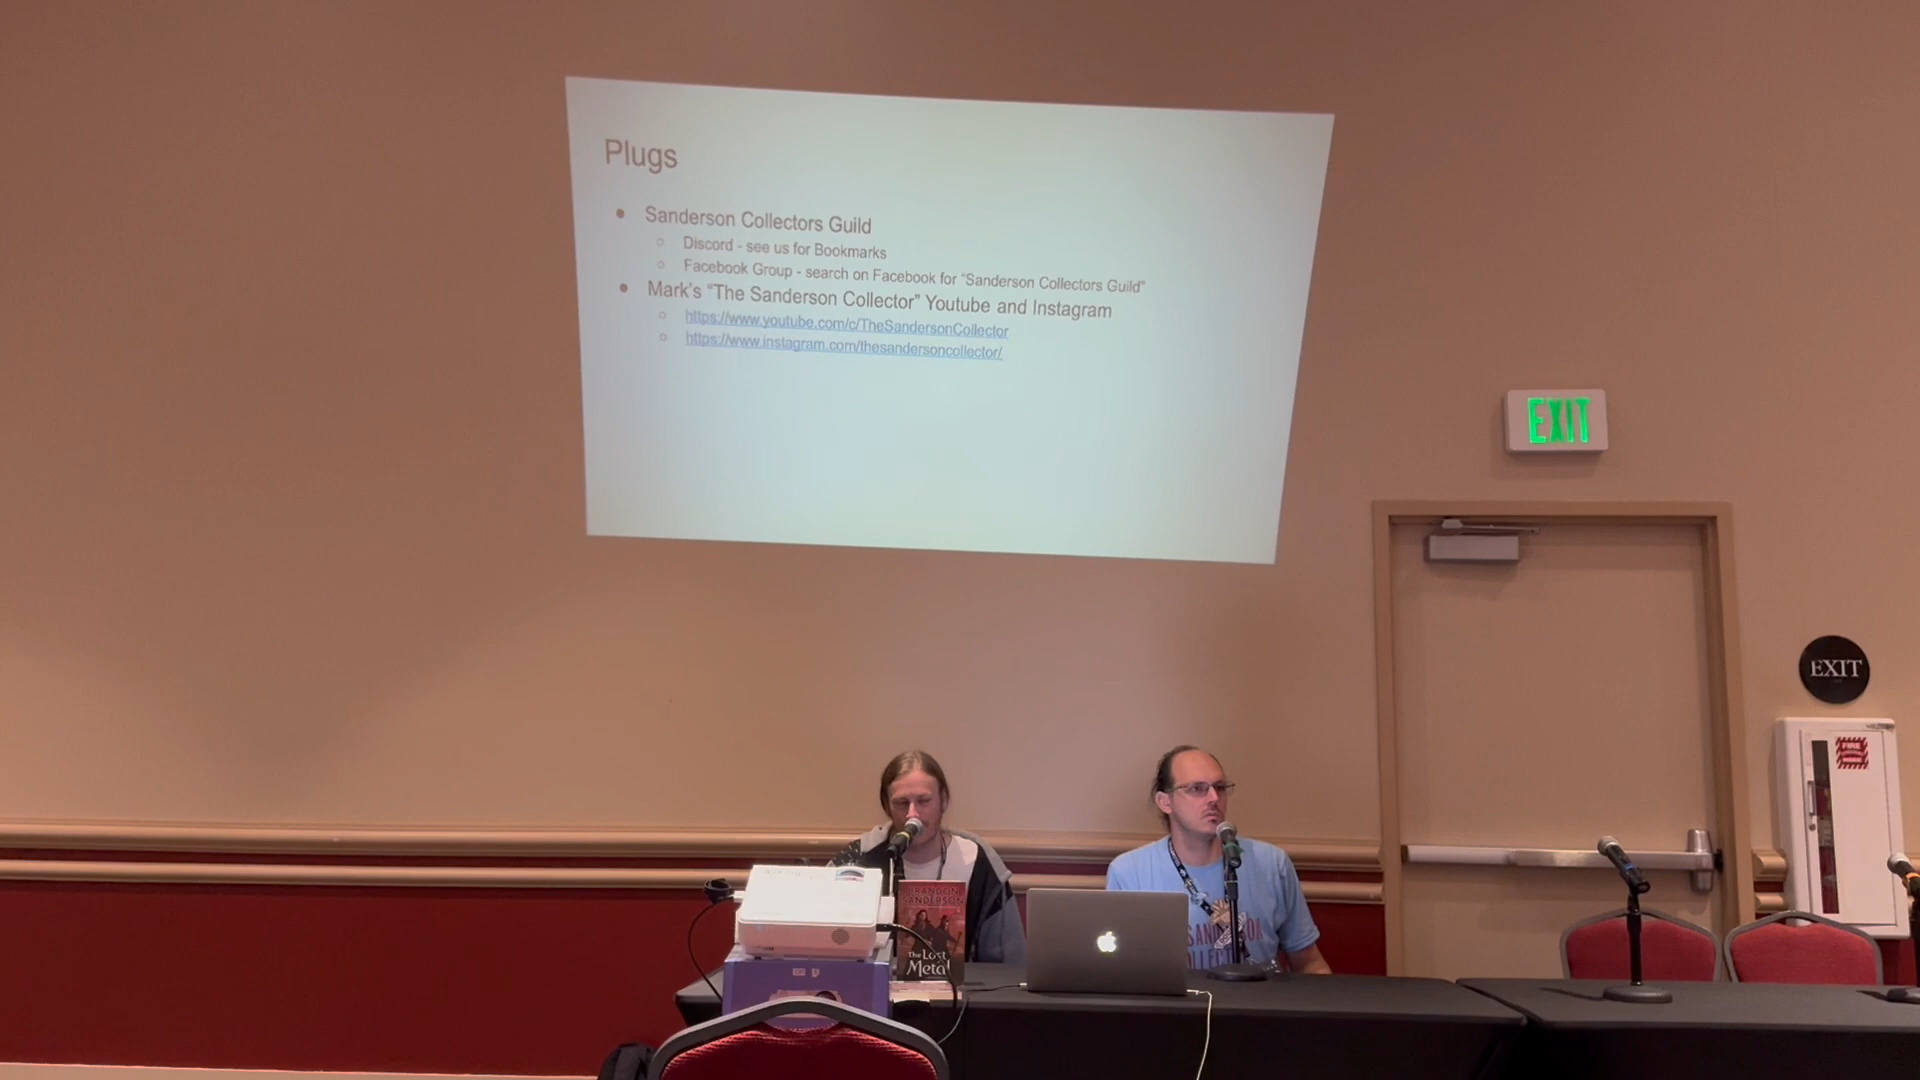 Plugs
● Sanderson Collectors Guild
○ Discord - see us for Bookmarks
○ Facebook Group - search on Facebook for “Sanderson Collectors Guild”
● Mark’s “The Sanderson Collector” Youtube and Instagram
○ https://www.youtube.com/c/TheSandersonCollector
○ https://www.instagram.com/thesandersoncollector/
EXIT
EXIT
FIRE
BRANDON
SANDERSON
The Lost
Metal